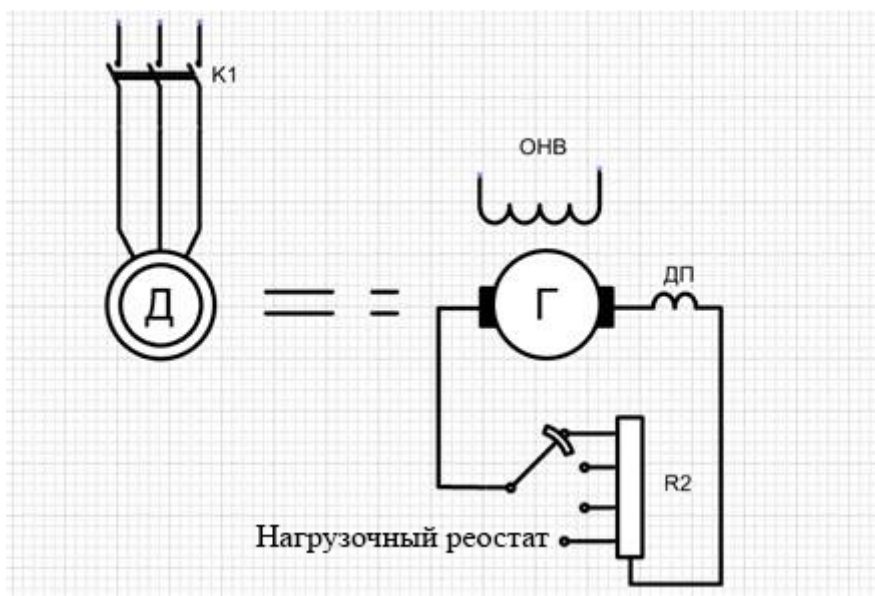 К1
ОНВ
ДП
Д
Г
R2
Нагрузочный реостат